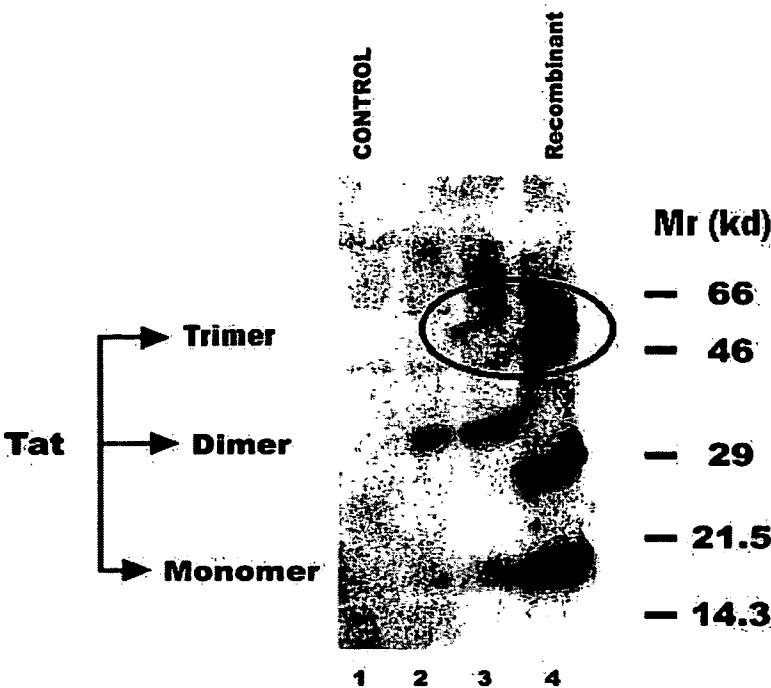 CONTROL
Recombinant
Mr (kd)
66
Trimer
46
Tat
Dimer
29
21.5
Monomer
14.3
1 2 3 4